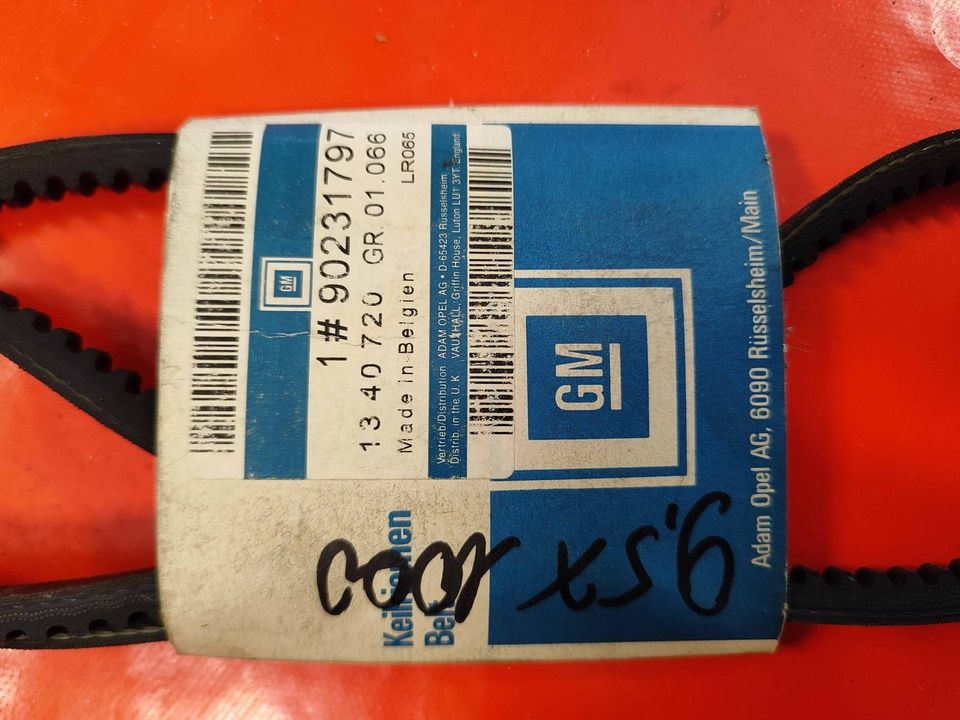 1# 90231797
13 40 720 GR 01.066
Made in Belgien LR065
Vertrieb/Distribution ADAM OPEL AG • D-65423 Rüsselsheim
Distrib. in the U.K. VAUXHALL, Griffin House, Luton LU1 3YT, England
GM
GM
Adam Opel AG, 6090 Rüsselsheim/Main
Keilriemen
9.5X